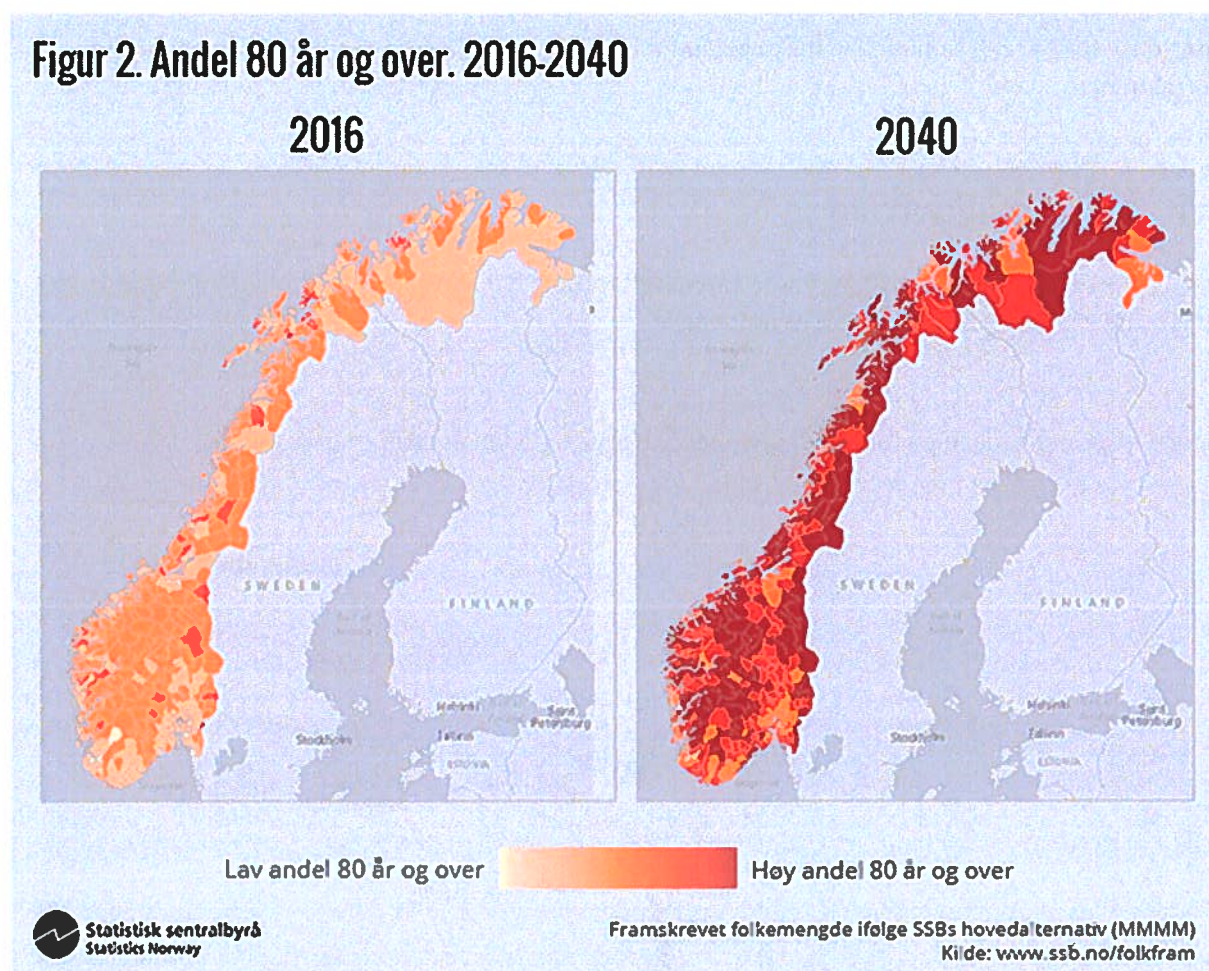 Figur 2. Andel 80 år og over. 2016-2040
2016
2040
SWEDEN
FINLAND
Helsinki
Saint
Petersburg
Stockholm
Tallinn
SWEDEN
FINLAND
Helsinki
Saint
Petersburg
Stockholm
Tallinn
Lav andel 80 år og over
Høy andel 80 år og over
Statistisk sentralbyrå
Statistics Norway
Framskrevet folkemengde ifølge SSBs hovedalternativ (MMMM)
Kilde: www.ssb.no/folkfram